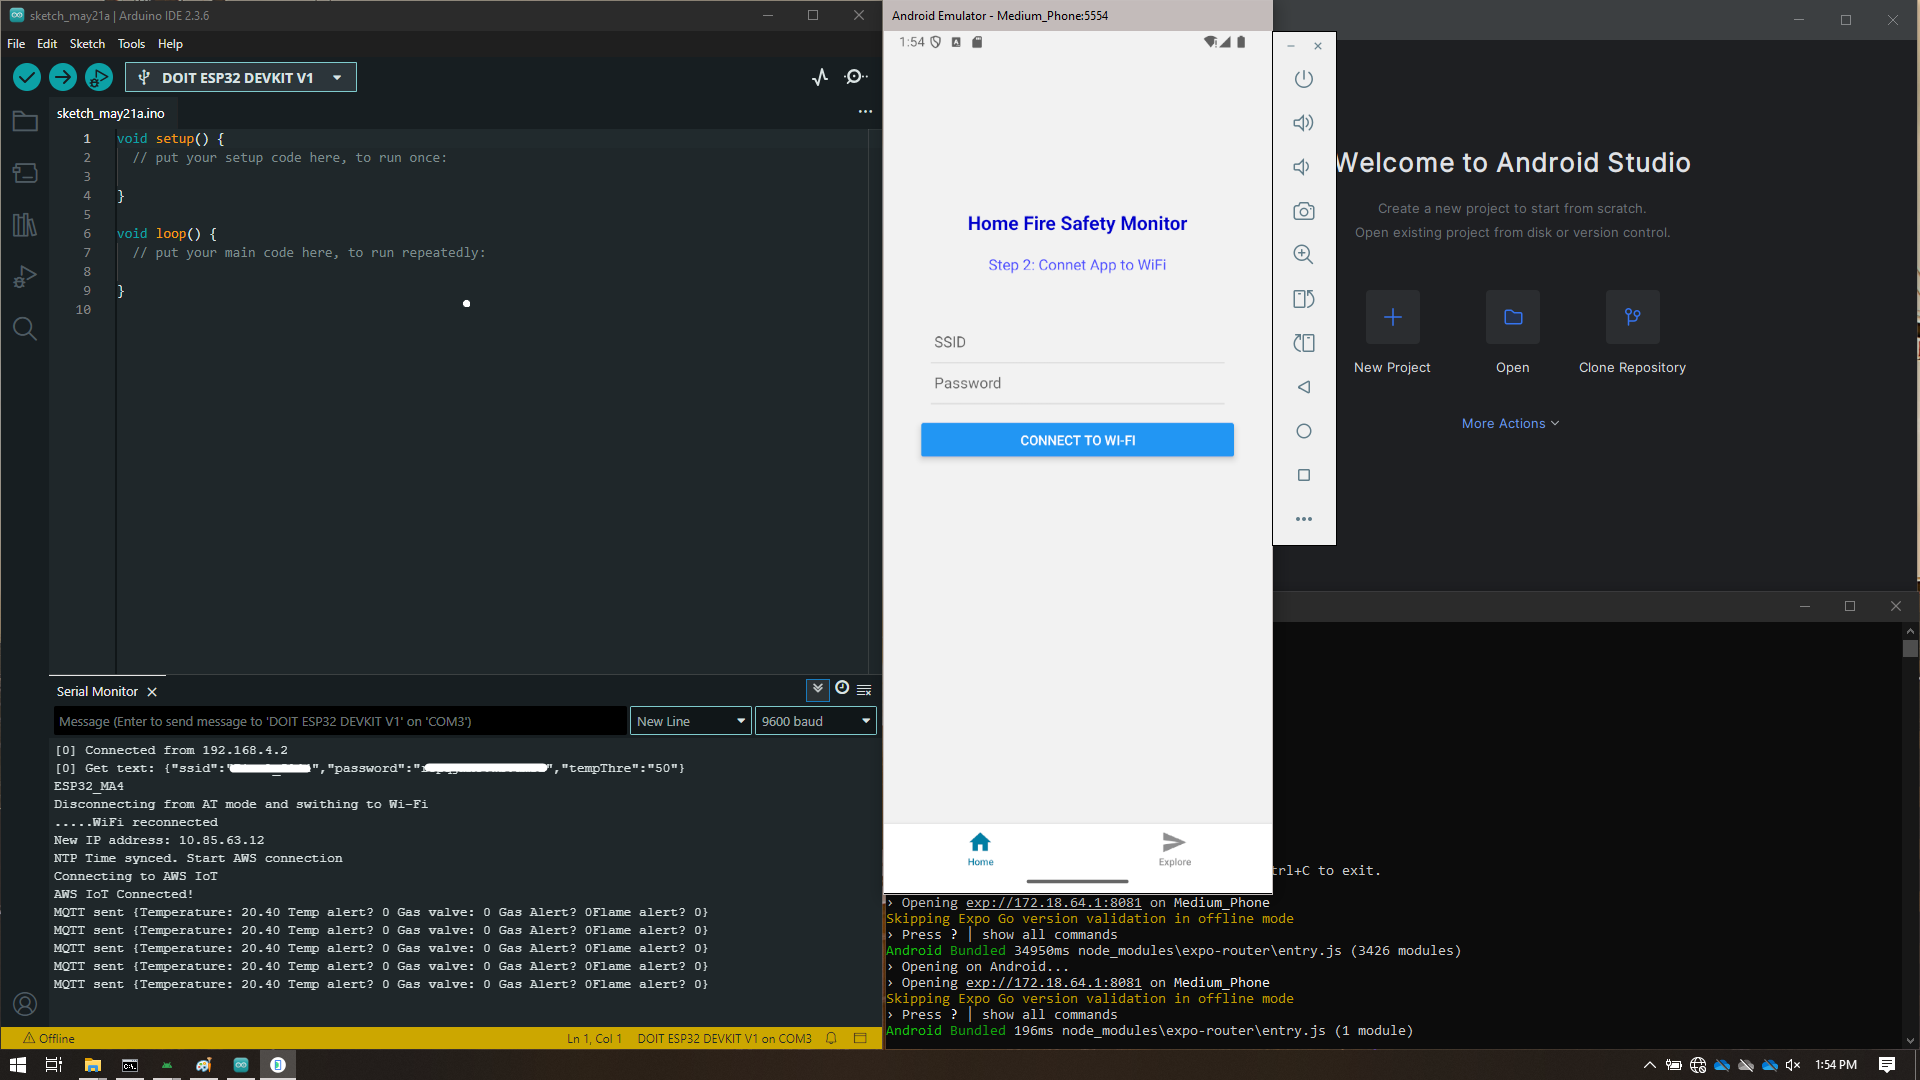 sketch_may21a | Arduino IDE 2.3.6
File Edit Sketch Tools Help
DOIT ESP32 DEVKIT V1
sketch_may21a.ino
1 void setup() {
2 // put your setup code here, to run once:
3
4 }
5
6 void loop() {
7 // put your main code here, to run repeatedly:
8
9 }
10
Serial Monitor
Message (Enter to send message to 'DOIT ESP32 DEVKIT V1' on 'COM3')
New Line
9600 baud
[0] Connected from 192.168.4.2
[0] Get text: {"ssid":" ","password":" ","tempThre":"50"}
ESP32_MA4
Disconnecting from AT mode and swithing to Wi-Fi
.....WiFi reconnected
New IP address: 10.85.63.12
NTP Time synced. Start AWS connection
Connecting to AWS IoT
AWS IoT Connected!
MQTT sent {Temperature: 20.40 Temp alert? 0 Gas valve: 0 Gas Alert? 0Flame alert? 0}
MQTT sent {Temperature: 20.40 Temp alert? 0 Gas valve: 0 Gas Alert? 0Flame alert? 0}
MQTT sent {Temperature: 20.40 Temp alert? 0 Gas valve: 0 Gas Alert? 0Flame alert? 0}
MQTT sent {Temperature: 20.40 Temp alert? 0 Gas valve: 0 Gas Alert? 0Flame alert? 0}
MQTT sent {Temperature: 20.40 Temp alert? 0 Gas valve: 0 Gas Alert? 0Flame alert? 0}
Offline
Ln 1, Col 1 DOIT ESP32 DEVKIT V1 on COM3
Android Emulator - Medium_Phone:5554
1:54
Home Fire Safety Monitor
Step 2: Connet App to WiFi
SSID
Password
CONNECT TO WI-FI
Home
Explore
Welcome to Android Studio
Create a new project to start from scratch.
Open existing project from disk or version control.
New Project
Open
Clone Repository
More Actions
trl+C to exit.
› Opening exp://172.18.64.1:8081 on Medium_Phone
Skipping Expo Go version validation in offline mode
› Press ? │ show all commands
Android Bundled 34950ms node_modules\expo-router\entry.js (3426 modules)
› Opening on Android...
› Opening exp://172.18.64.1:8081 on Medium_Phone
Skipping Expo Go version validation in offline mode
› Press ? │ show all commands
Android Bundled 196ms node_modules\expo-router\entry.js (1 module)
1:54 PM